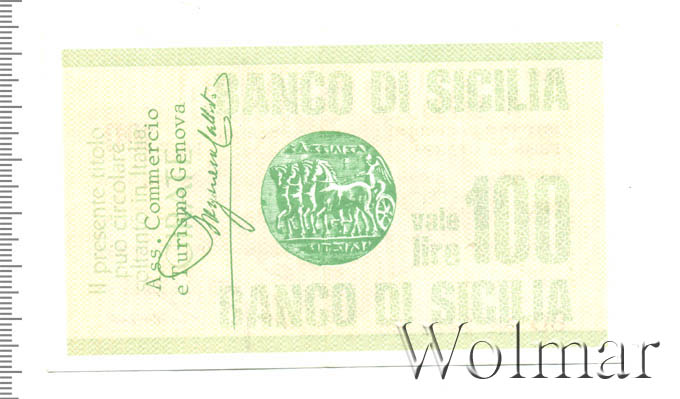 BANCO DI SICILIA
vale
lire 100
BANCO DI SICILIA
Il presente titolo
può circolare
soltanto in Italia
Ass. Commercio
e Turismo Genova
Wolmar